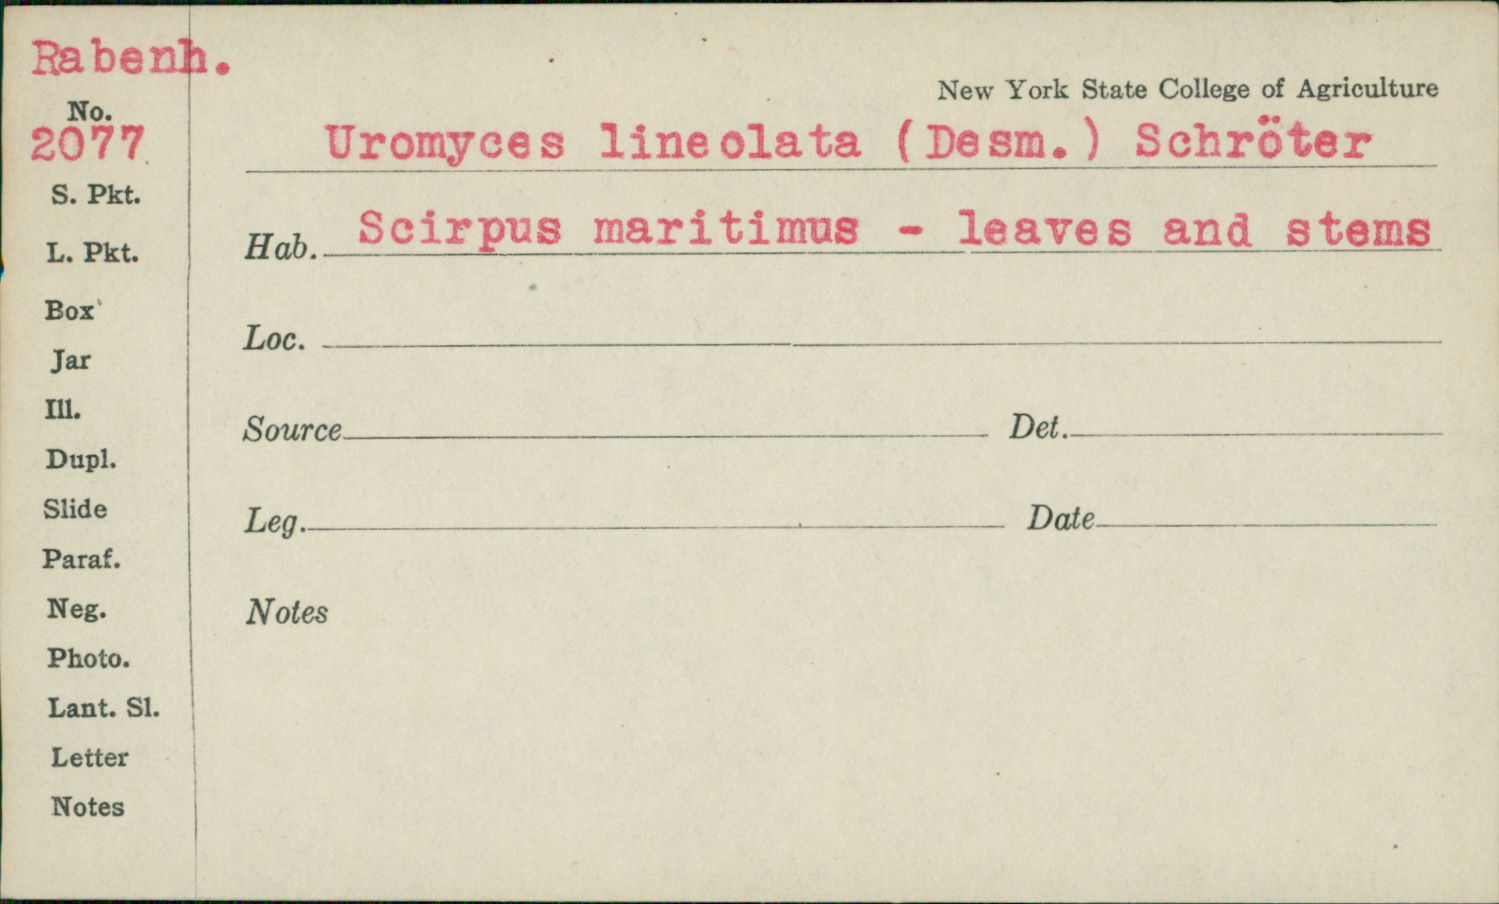 Rabenh.
No.
2077
S. Pkt.
L. Pkt.
Box
Jar
Ill.
Dupl.
Slide
Paraf.
Neg.
Photo.
Lant. Sl.
Letter
Notes
New York State College of Agriculture
Uromyces lineolata (Desm.) Schröter
Hab. Scirpus maritimus - leaves and stems
Loc.
Source Det.
Leg. Date
Notes